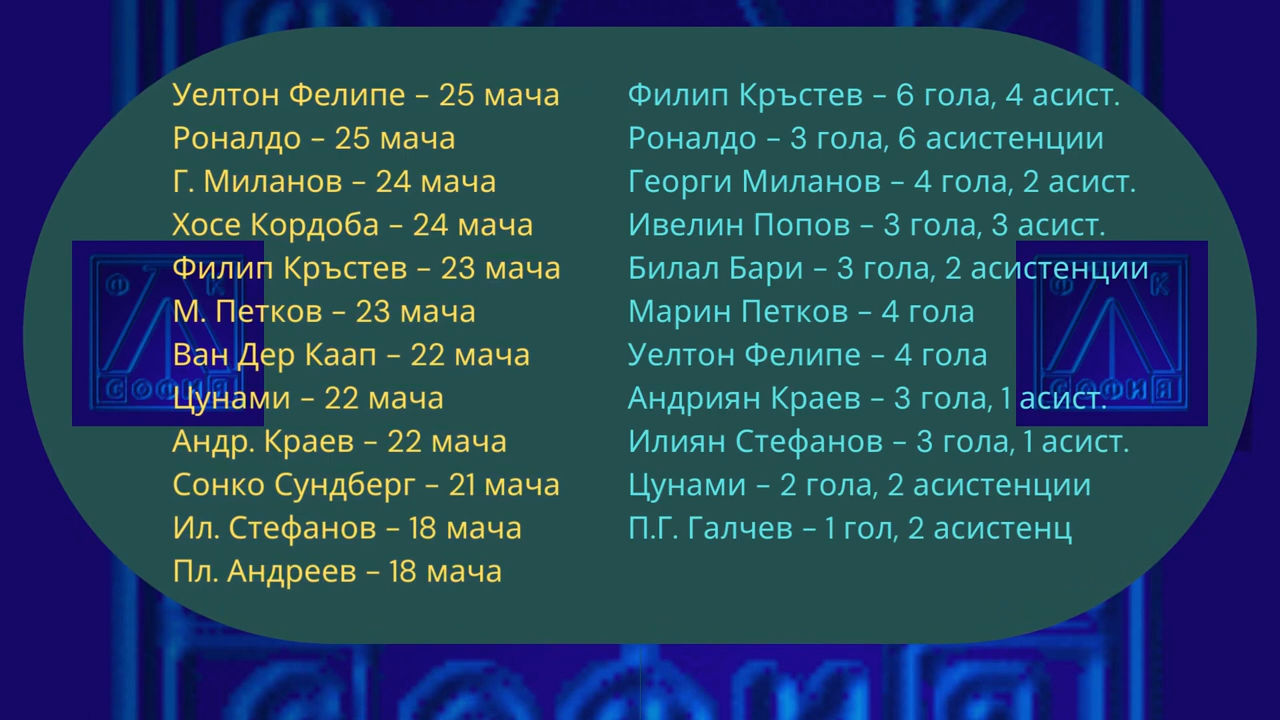 Уелтон Фелипе – 25 мача
Роналдо – 25 мача
Г. Миланов – 24 мача
Хосе Кордоба – 24 мача
Филип Кръстев – 23 мача
М. Петков – 23 мача
Ван Дер Каап – 22 мача
Цунами – 22 мача
Андр. Краев – 22 мача
Сонко Сундберг – 21 мача
Ил. Стефанов – 18 мача
Пл. Андреев – 18 мача
Филип Кръстев – 6 гола, 4 асист.
Роналдо – 3 гола, 6 асистенции
Георги Миланов – 4 гола, 2 асист.
Ивелин Попов – 3 гола, 3 асист.
Билал Бари – 3 гола, 2 асистенции
Марин Петков – 4 гола
Уелтон Фелипе – 4 гола
Андриян Краев – 3 гола, 1 асист.
Илиян Стефанов – 3 гола, 1 асист.
Цунами – 2 гола, 2 асистенции
П.Г. Галчев – 1 гол, 2 асистенц
Ф К
Л
СОФИЯ
Ф К
Л
СОФИЯ
СОФИЯ